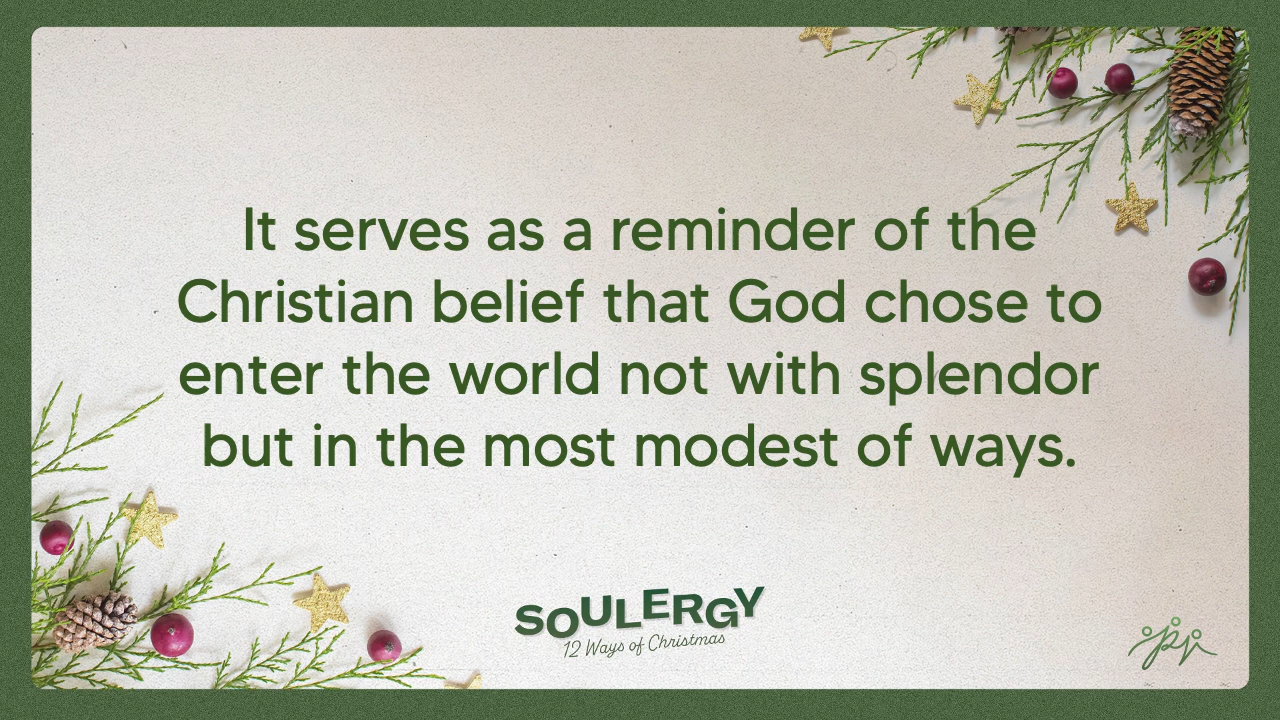 It serves as a reminder of the
Christian belief that God chose to
enter the world not with splendor
but in the most modest of ways.
SOULERGY
12 Ways of Christmas